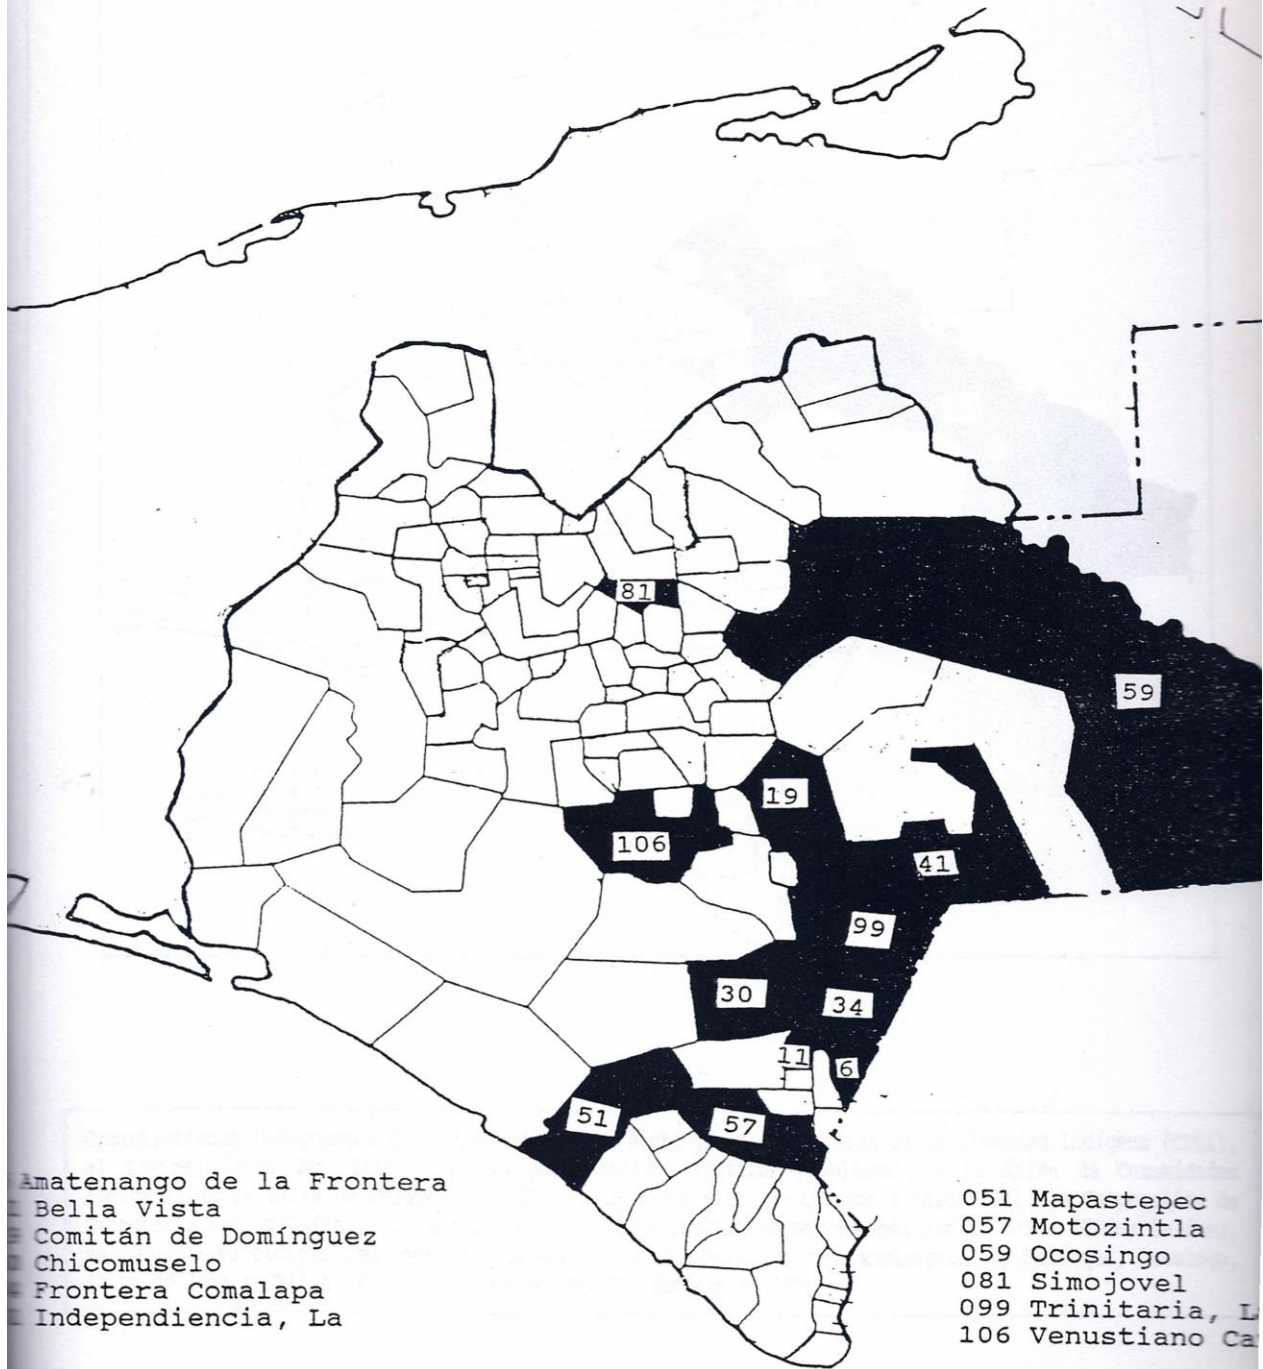 81
59
19
106
41
99
30
34
11
6
51
57
Amatenango de la Frontera
Bella Vista
Comitán de Domínguez
Chicomuselo
Frontera Comalapa
Independiencia, La
051 Mapastepec
057 Motozintla
059 Ocosingo
081 Simojovel
099 Trinitaria,
106 Venustiano